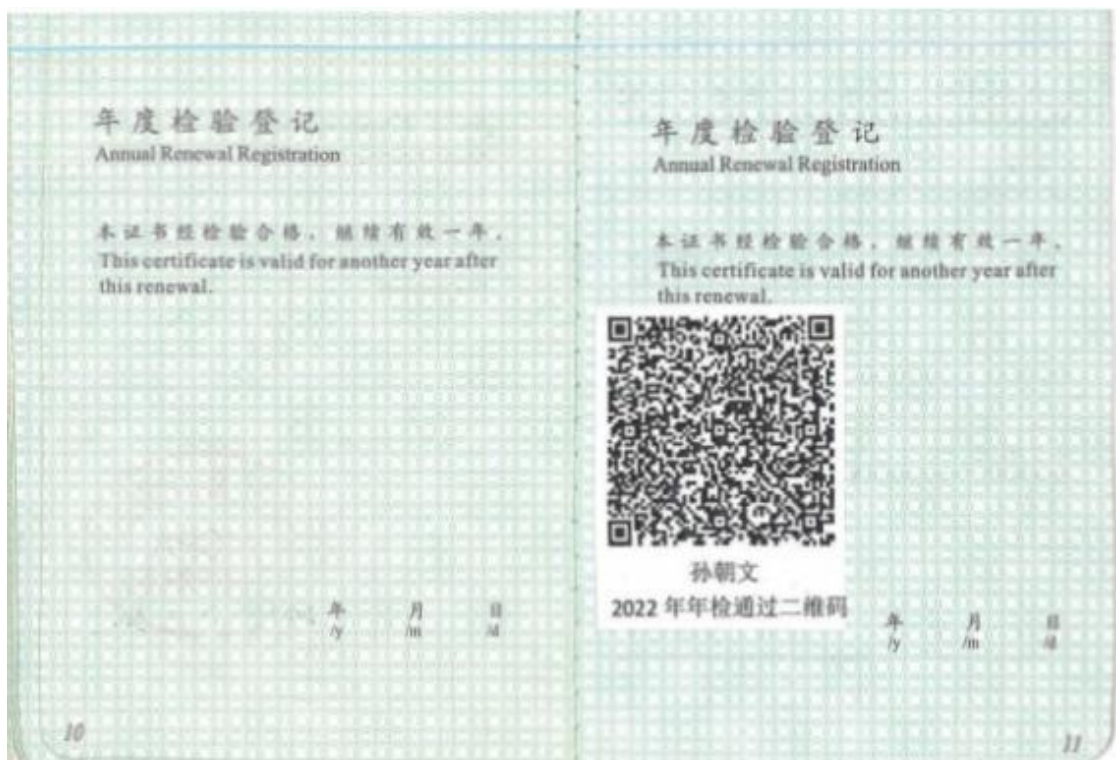 年度检验登记
Annual Renewal Registration
本证书经检验合格，继续有效一年。
This certificate is valid for another year after
this renewal.
年 月 日
/y /m /d
10
年度检验登记
Annual Renewal Registration
本证书经检验合格，继续有效一年。
This certificate is valid for another year after
this renewal.
孙朝文
2022 年年检通过二维码
年 月 日
/y /m /d
11